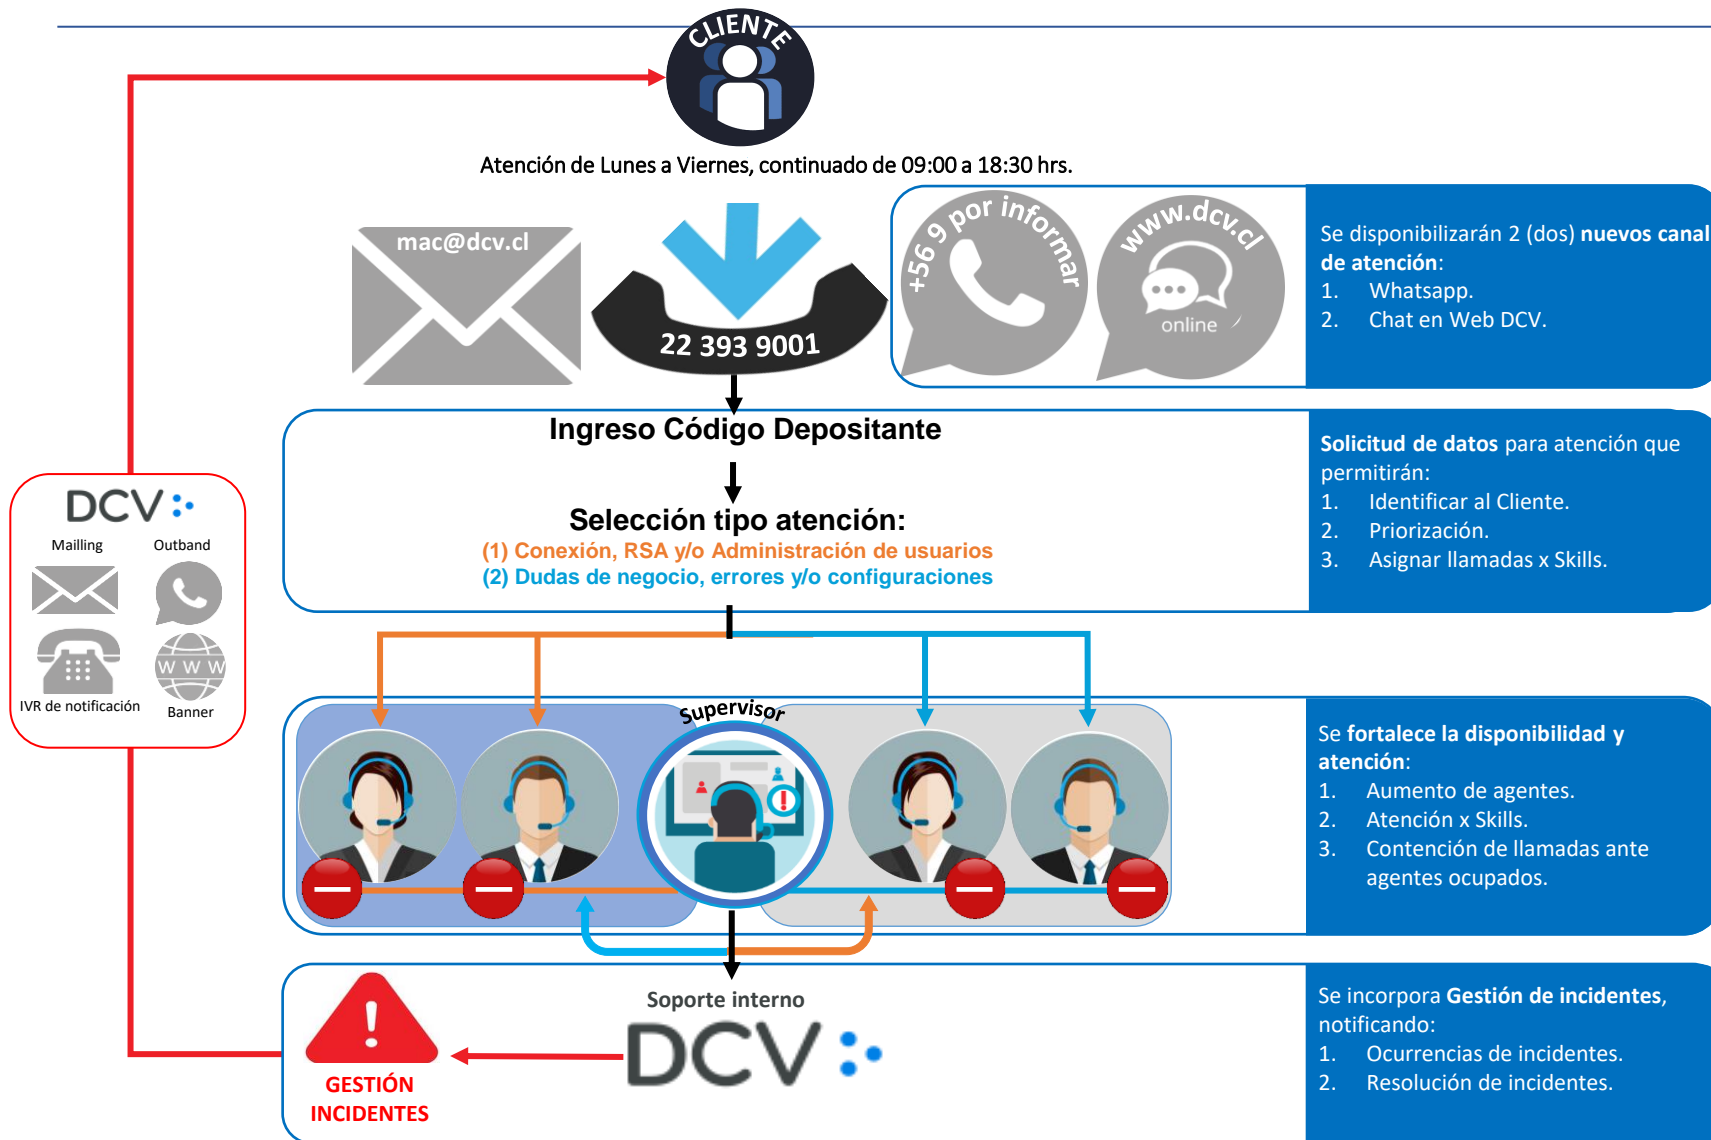 CLIENTE
Atención de Lunes a Viernes, continuado de 09:00 a 18:30 hrs.
mac@dcv.cl
22 393 9001
+56 9 por informar
www.dcv.cl
online
Se disponibilizarán 2 (dos) nuevos canal
de atención:
1. Whatsapp.
2. Chat en Web DCV.
Ingreso Código Depositante
Selección tipo atención:
(1) Conexión, RSA y/o Administración de usuarios
(2) Dudas de negocio, errores y/o configuraciones
Solicitud de datos para atención que
permitirán:
1. Identificar al Cliente.
2. Priorización.
3. Asignar llamadas x Skills.
DCV
Mailling Outband
WWW
IVR de notificación Banner
Supervisor
Se fortalece la disponibilidad y
atención:
1. Aumento de agentes.
2. Atención x Skills.
3. Contención de llamadas ante
agentes ocupados.
Soporte interno
DCV
GESTIÓN
INCIDENTES
Se incorpora Gestión de incidentes,
notificando:
1. Ocurrencias de incidentes.
2. Resolución de incidentes.